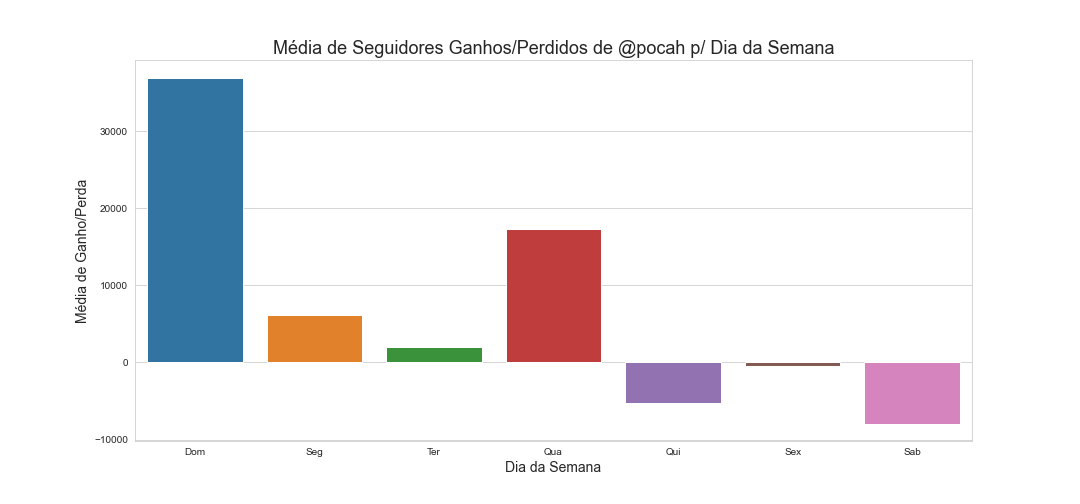 Média de Seguidores Ganhos/Perdidos de @pocah p/ Dia da Semana
Média de Ganho/Perda
30000
20000
10000
0
−10000
Dom Seg Ter Qua Qui Sex Sab
Dia da Semana